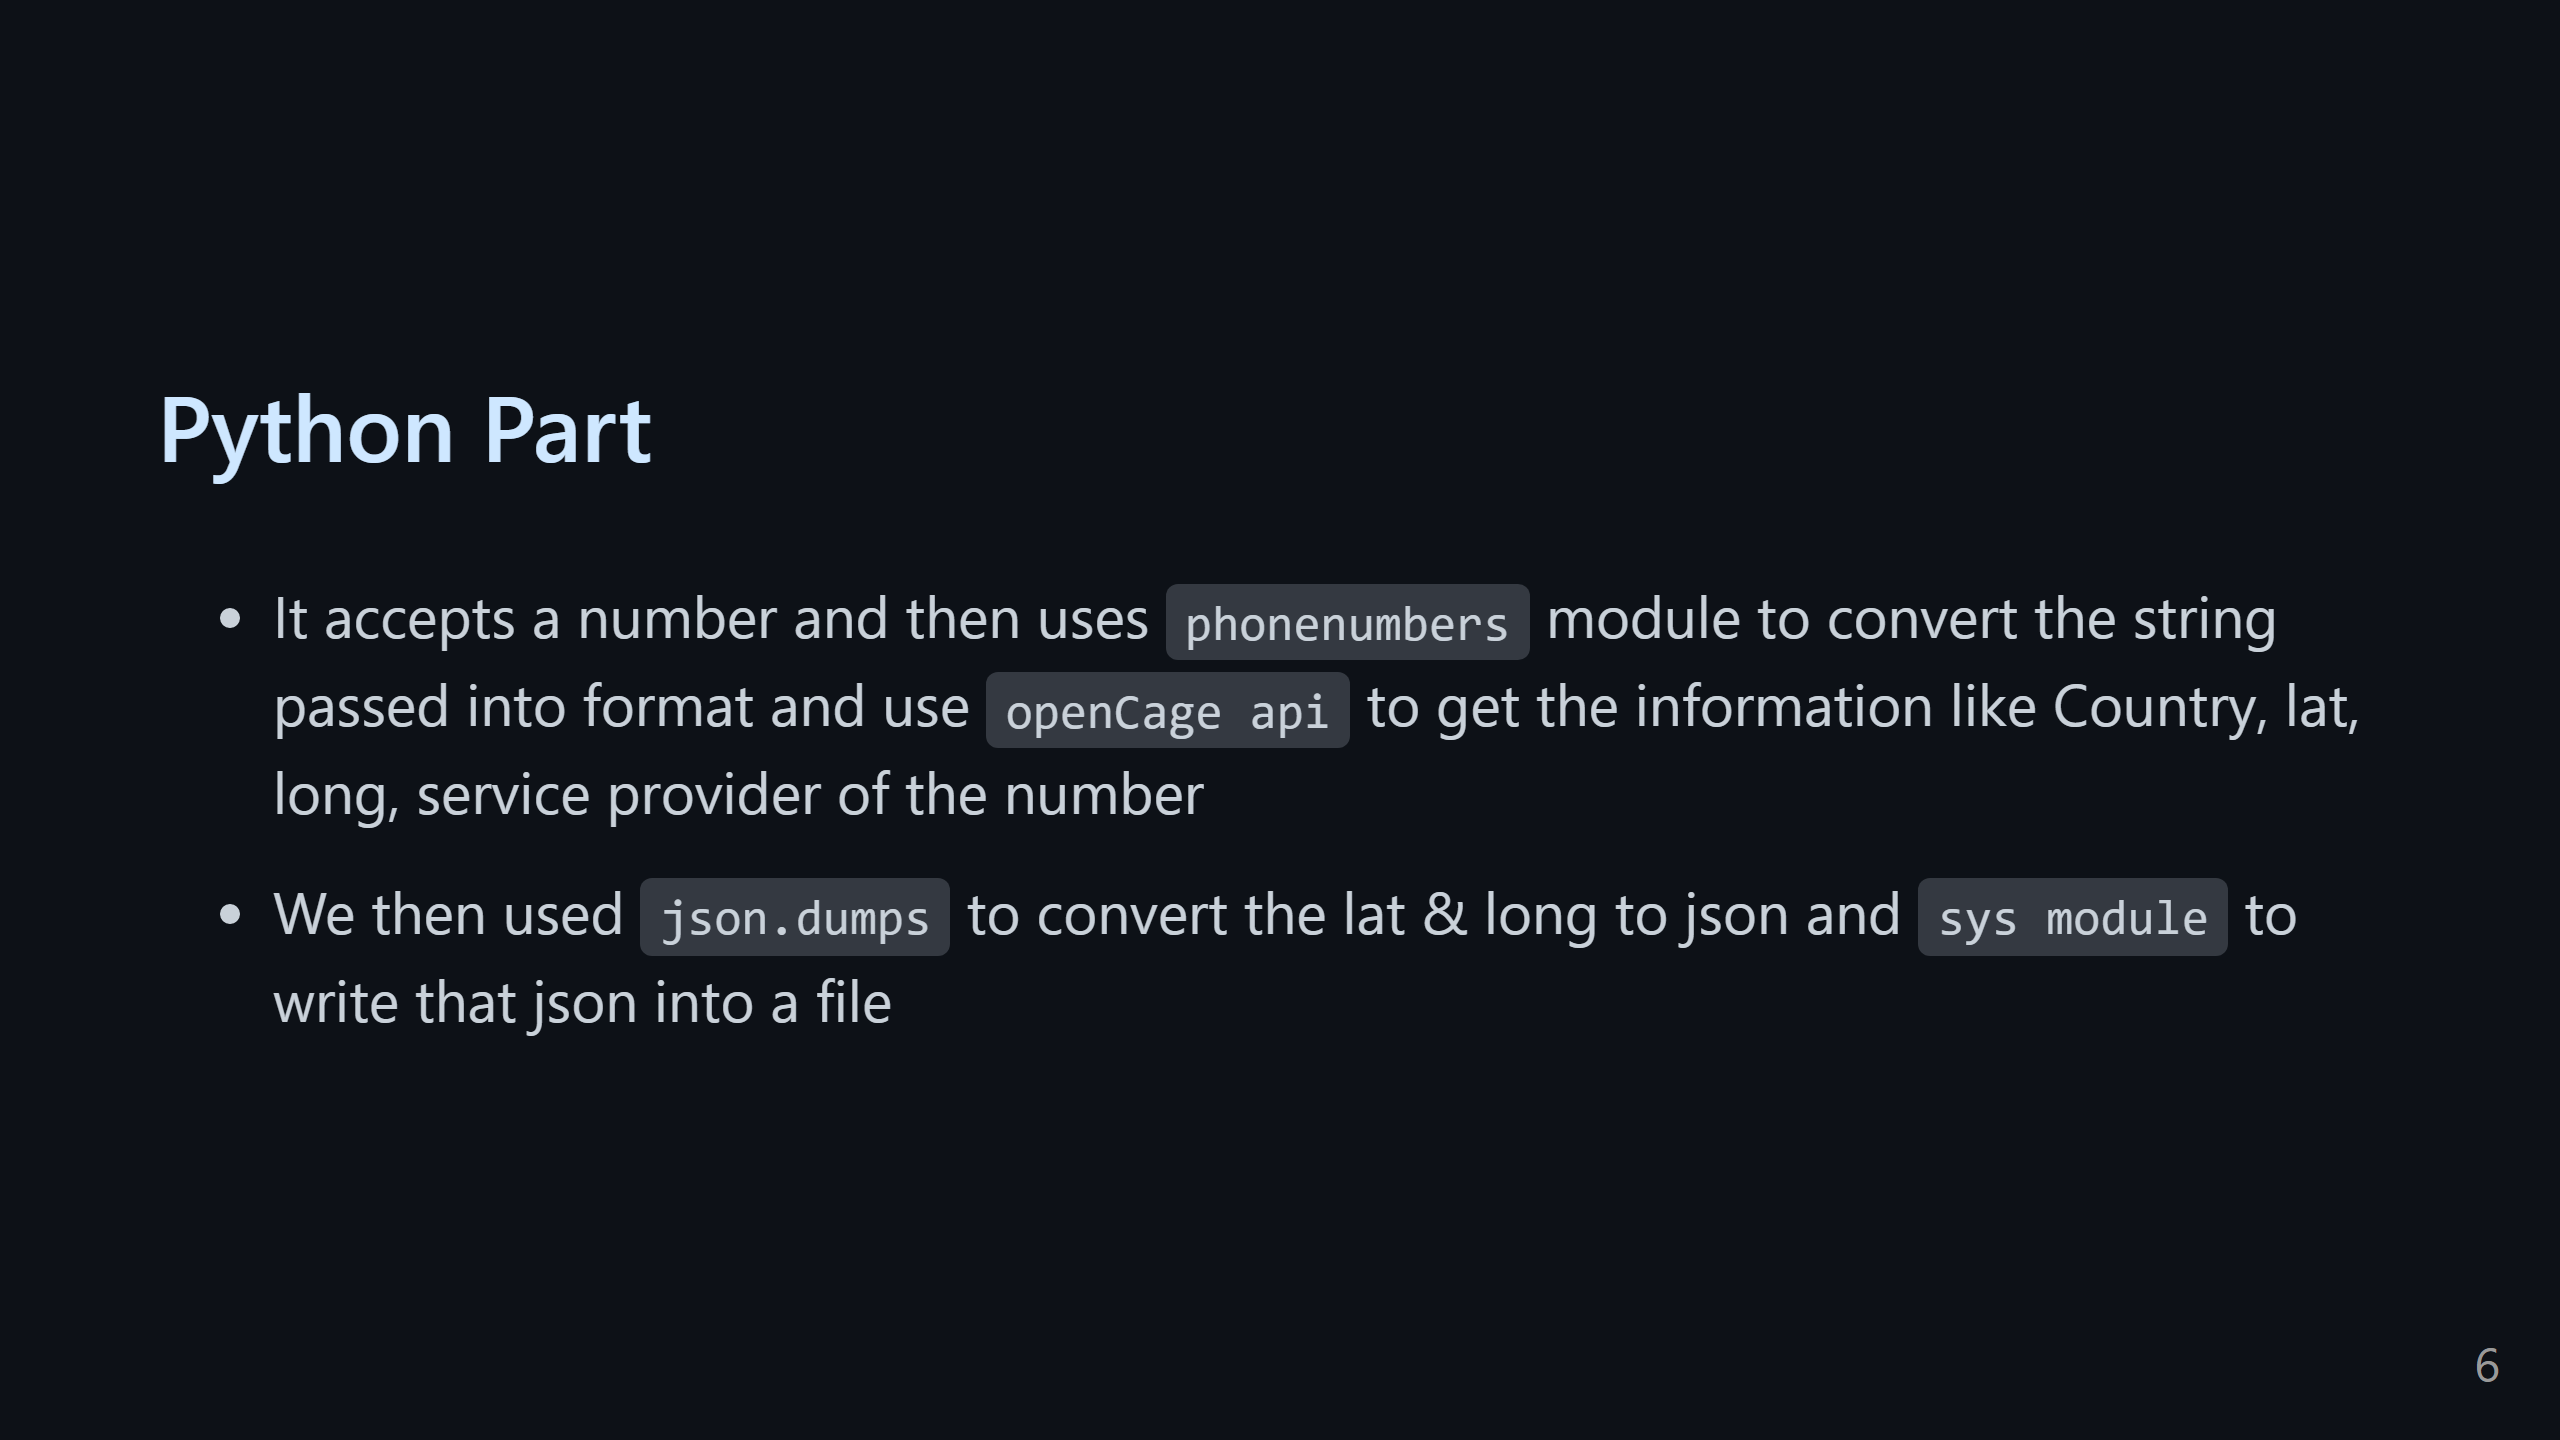 Python Part
• It accepts a number and then uses phonenumbers module to convert the string
passed into format and use openCage api to get the information like Country, lat,
long, service provider of the number
• We then used json.dumps to convert the lat & long to json and sys module to
write that json into a file
6